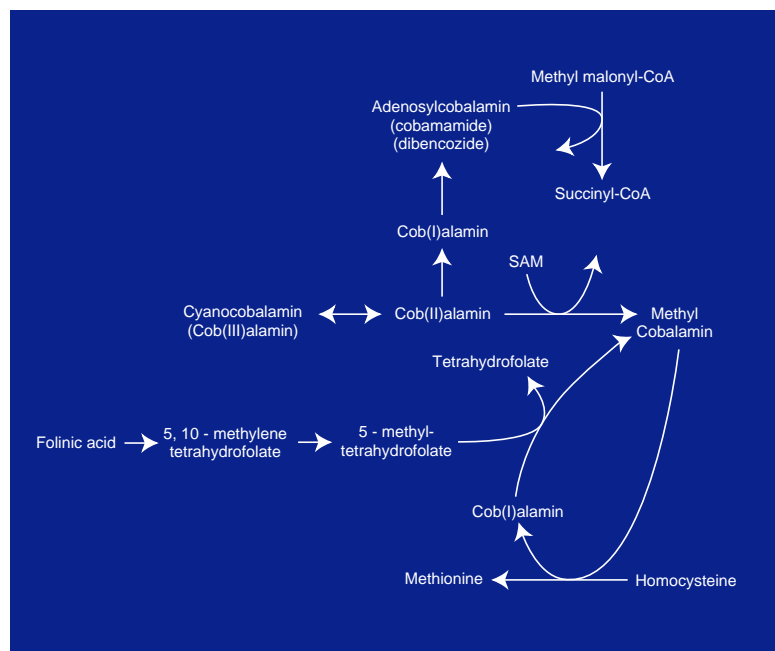 Methyl malonyl-CoA
Adenosylcobalamin
(cobamamide)
(dibencozide)
Succinyl-CoA
Cob(I)alamin
SAM
Cyanocobalamin
(Cob(III)alamin)
Cob(II)alamin
Methyl
Cobalamin
Tetrahydrofolate
Folinic acid
5, 10 - methylene
tetrahydrofolate
5 - methyl-
tetrahydrofolate
Cob(I)alamin
Methionine
Homocysteine